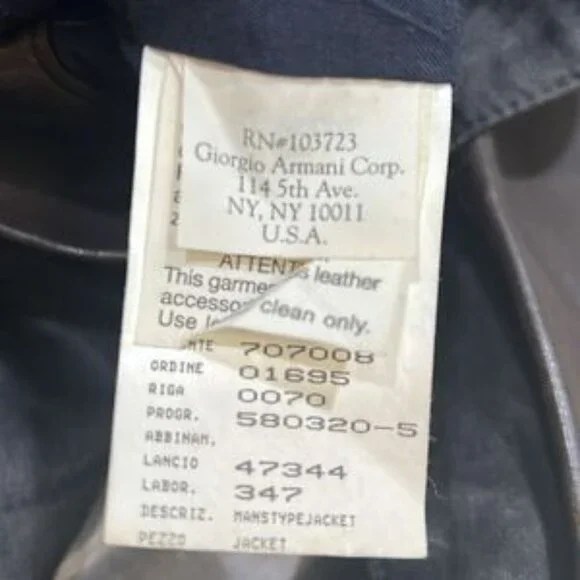 RN#103723
Giorgio Armani Corp.
114 5th Ave.
NY, NY 10011
U.S.A.
leather
This
accesso clean only.
Use
707008
ORDINE 01695
RIGA 0070
PROGR. 580320-5
ABBINAM.
LANCIO 47344
LABOR. 347
DESCRIZ. MANSTYPEJACKET
PEZZO JACKET